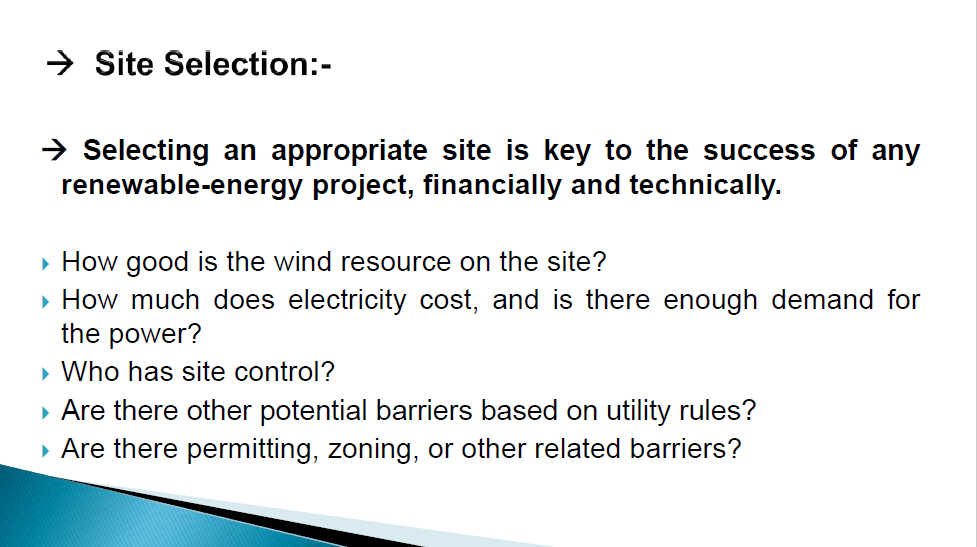 → Site Selection:-
→ Selecting an appropriate site is key to the success of any
renewable-energy project, financially and technically.
How good is the wind resource on the site?
How much does electricity cost, and is there enough demand for
the power?
Who has site control?
Are there other potential barriers based on utility rules?
Are there permitting, zoning, or other related barriers?